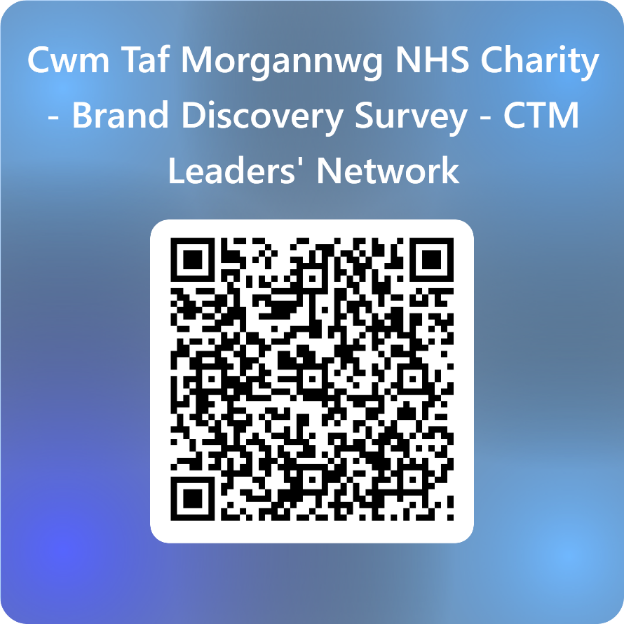 Cwm Taf Morgannwg NHS Charity
- Brand Discovery Survey - CTM
Leaders' Network